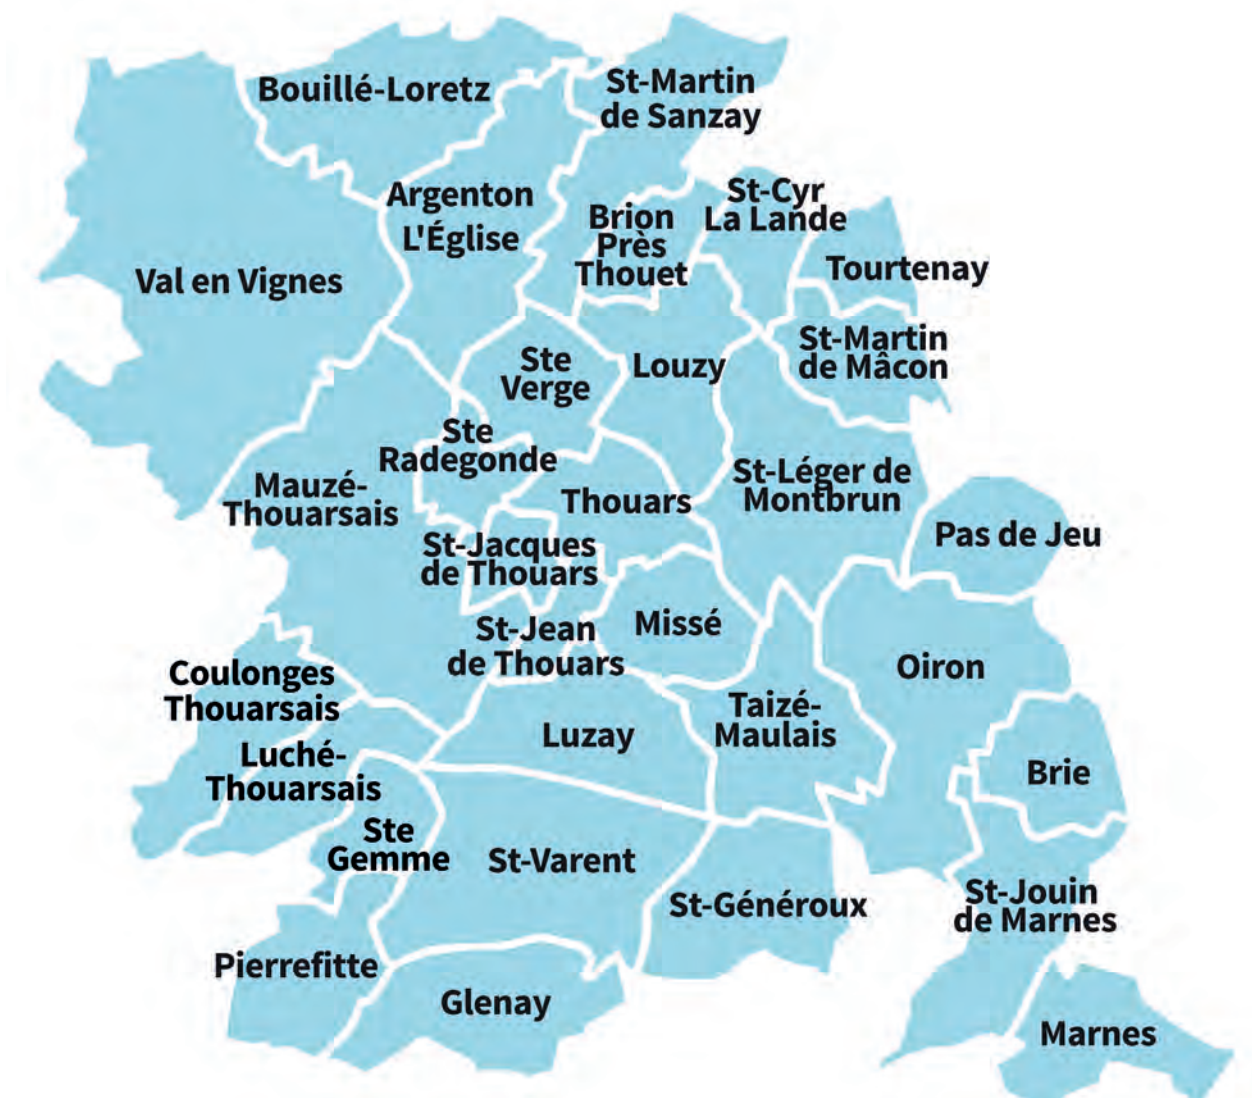 Bouillé-Loretz
St-Martin
de Sanzay
Argenton
L'Église
St-Cyr
La Lande
Brion
Près
Thouet
Val en Vignes
Tourtenay
St-Martin
de Mâcon
Ste
Verge
Louzy
Ste
Radegonde
Mauzé-
Thouarsais
Thouars
St-Léger de
Montbrun
Pas de Jeu
St-Jacques
de Thouars
St-Jean
de Thouars
Missé
Oiron
Coulonges
Thouarsais
Luché-
Thouarsais
Luzay
Taizé-
Maulais
Brie
Ste
Gemme
St-Varent
St-Généroux
St-Jouin
de Marnes
Pierrefitte
Glenay
Marnes